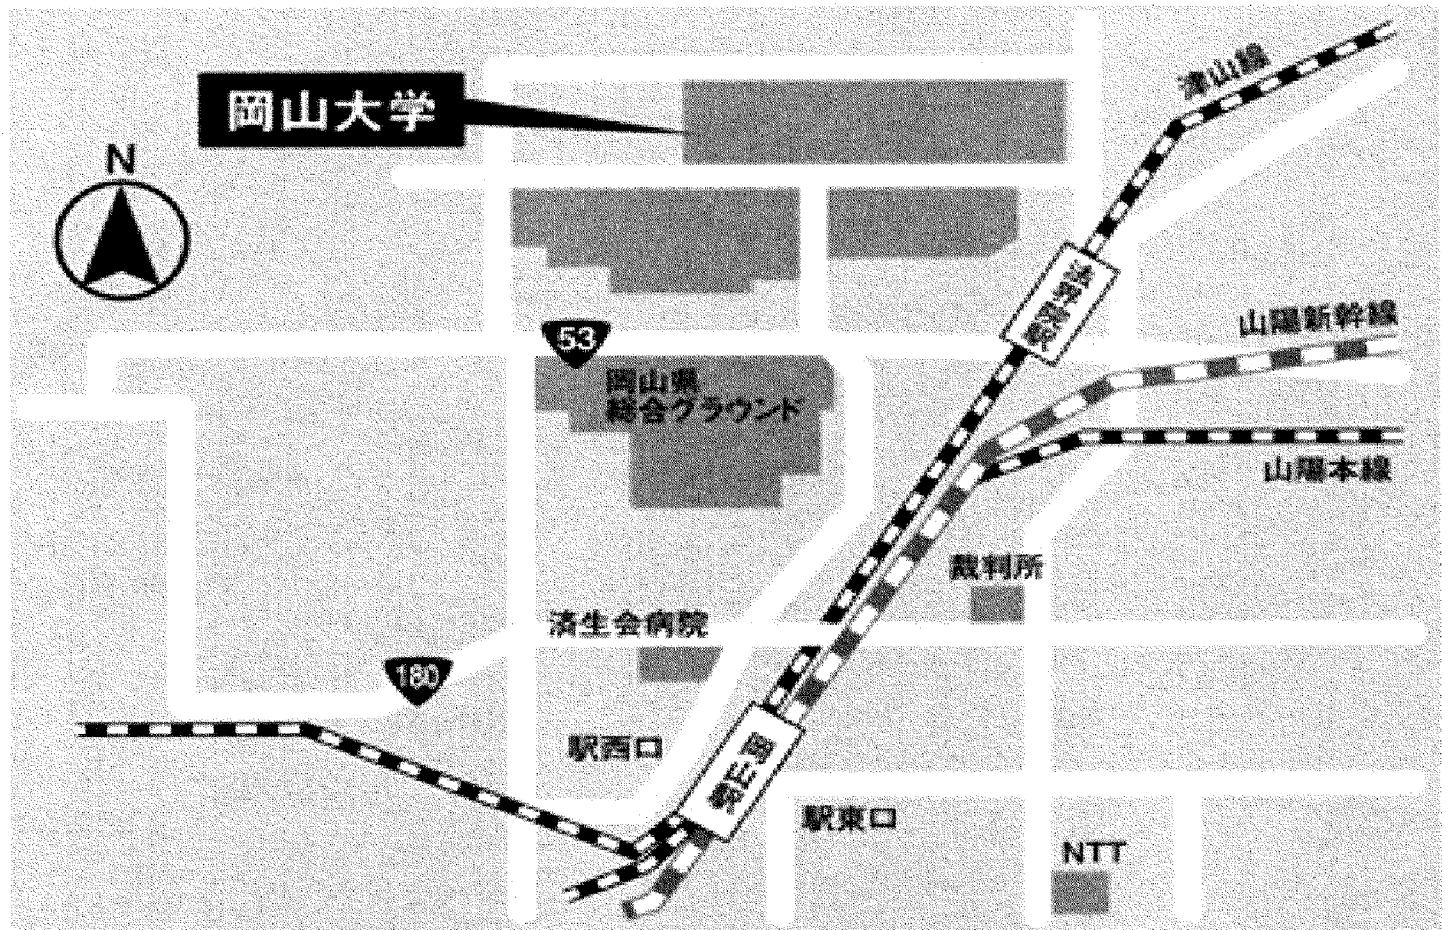 津山線
岡山大学
N
法界院駅
山陽新幹線
53
岡山県
総合グラウンド
山陽本線
裁判所
済生会病院
180
駅西口
岡山駅
駅東口
NTT